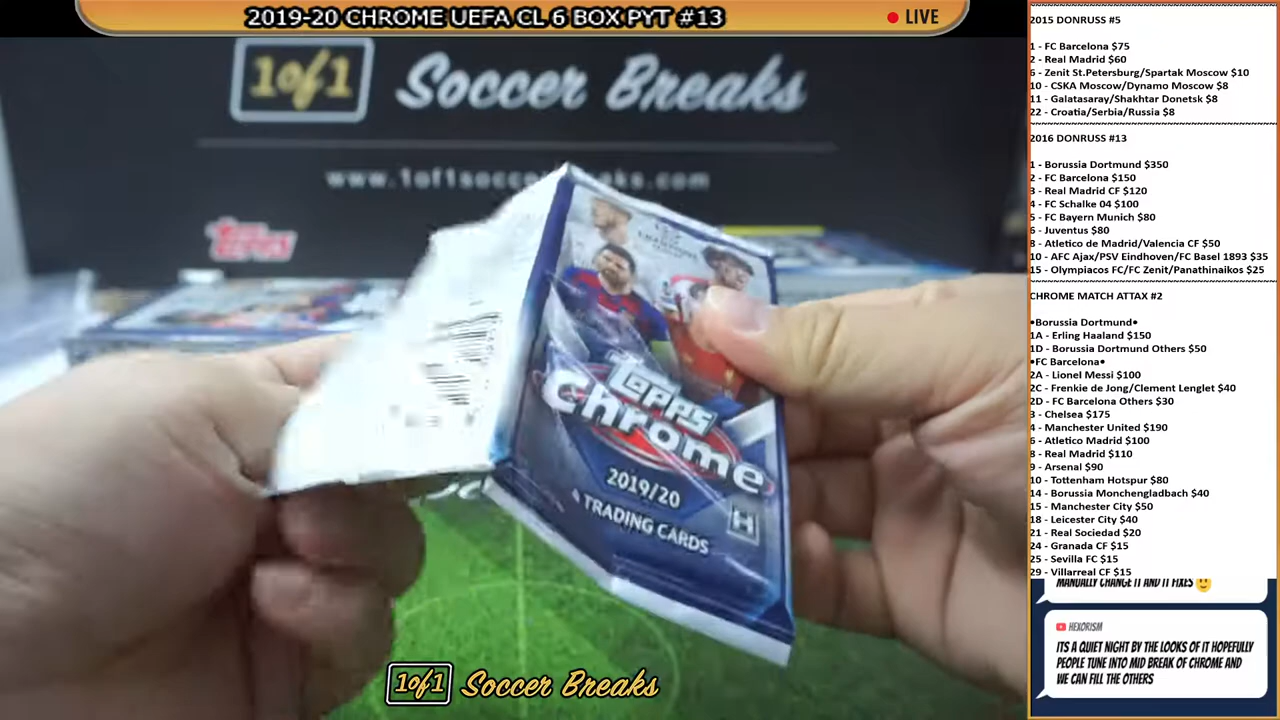 2019-20 CHROME UEFA CL 6 BOX PYT #13
LIVE
1of1 Soccer Breaks
www.1of1soccerbreaks.com
Topps
Topps
Chrome
2019/20
TRADING CARDS
H
1of1 Soccer Breaks
2015 DONRUSS #5
1 - FC Barcelona $75
2 - Real Madrid $60
6 - Zenit St.Petersburg/Spartak Moscow $10
10 - CSKA Moscow/Dynamo Moscow $8
11 - Galatasaray/Shakhtar Donetsk $8
22 - Croatia/Serbia/Russia $8
2016 DONRUSS #13
1 - Borussia Dortmund $350
2 - FC Barcelona $150
3 - Real Madrid CF $120
4 - FC Schalke 04 $100
5 - FC Bayern Munich $80
6 - Juventus $80
8 - Atletico de Madrid/Valencia CF $50
10 - AFC Ajax/PSV Eindhoven/FC Basel 1893 $35
15 - Olympiacos FC/FC Zenit/Panathinaikos $25
CHROME MATCH ATTAX #2
•Borussia Dortmund•
1A - Erling Haaland $150
1D - Borussia Dortmund Others $50
•FC Barcelona•
2A - Lionel Messi $100
2C - Frenkie de Jong/Clement Lenglet $40
2D - FC Barcelona Others $30
3 - Chelsea $175
4 - Manchester United $190
6 - Atletico Madrid $100
8 - Real Madrid $110
9 - Arsenal $90
10 - Tottenham Hotspur $80
14 - Borussia Monchengladbach $40
15 - Manchester City $50
18 - Leicester City $40
21 - Real Sociedad $20
24 - Granada CF $15
25 - Sevilla FC $15
29 - Villarreal CF $15
MANUALLY CHANGE IT AND IT FIXES
HEXORISM
ITS A QUIET NIGHT BY THE LOOKS OF IT HOPEFULLY
PEOPLE TUNE INTO MID BREAK OF CHROME AND
WE CAN FILL THE OTHERS